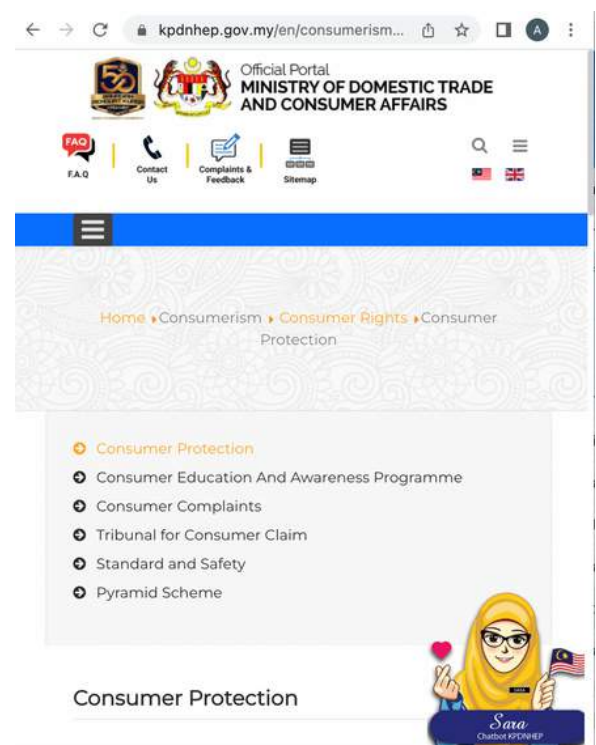 kpdnhep.gov.my/en/consumerism...
A
50
Official Portal
MINISTRY OF DOMESTIC TRADE
AND CONSUMER AFFAIRS
FAQ
F.A.Q
Contact
Us
Complaints &
Feedback
Sitemap
Home Consumerism Consumer Rights Consumer
Protection
Consumer Protection
Consumer Education And Awareness Programme
Consumer Complaints
Tribunal for Consumer Claim
Standard and Safety
Pyramid Scheme
Consumer Protection
Sara
Chatbot KPDNHEP